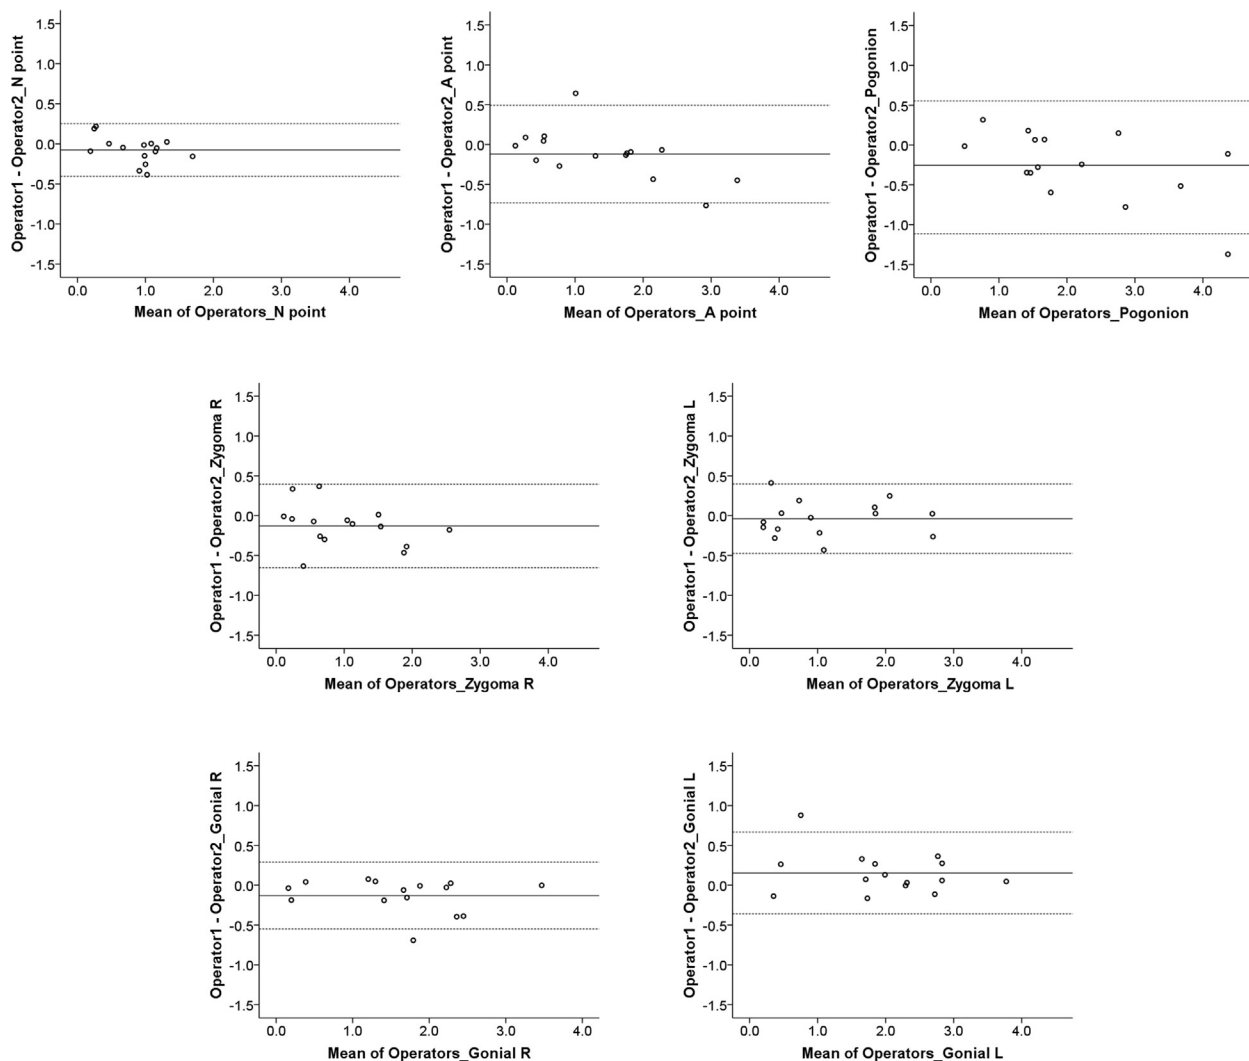 Operator1 - Operator2_N point
1.5
1.0
0.5
0.0
-0.5
-1.0
-1.5
0.0 1.0 2.0 3.0 4.0
Mean of Operators_N point
Operator1 - Operator2_A point
1.5
1.0
0.5
0.0
-0.5
-1.0
-1.5
0.0 1.0 2.0 3.0 4.0
Mean of Operators_A point
Operator1 - Operator2_Pogonion
1.5
1.0
0.5
0.0
-0.5
-1.0
-1.5
0.0 1.0 2.0 3.0 4.0
Mean of Operators_Pogonion
Operator1 - Operator2_Zygoma R
1.5
1.0
0.5
0.0
-0.5
-1.0
-1.5
0.0 1.0 2.0 3.0 4.0
Mean of Operators_Zygoma R
Operator1 - Operator2_Zygoma L
1.5
1.0
0.5
0.0
-0.5
-1.0
-1.5
0.0 1.0 2.0 3.0 4.0
Mean of Operators_Zygoma L
Operator1 - Operator2_Gonial R
1.5
1.0
0.5
0.0
-0.5
-1.0
-1.5
0.0 1.0 2.0 3.0 4.0
Mean of Operators_Gonial R
Operator1 - Operator2_Gonial L
1.5
1.0
0.5
0.0
-0.5
-1.0
-1.5
0.0 1.0 2.0 3.0 4.0
Mean of Operators_Gonial L